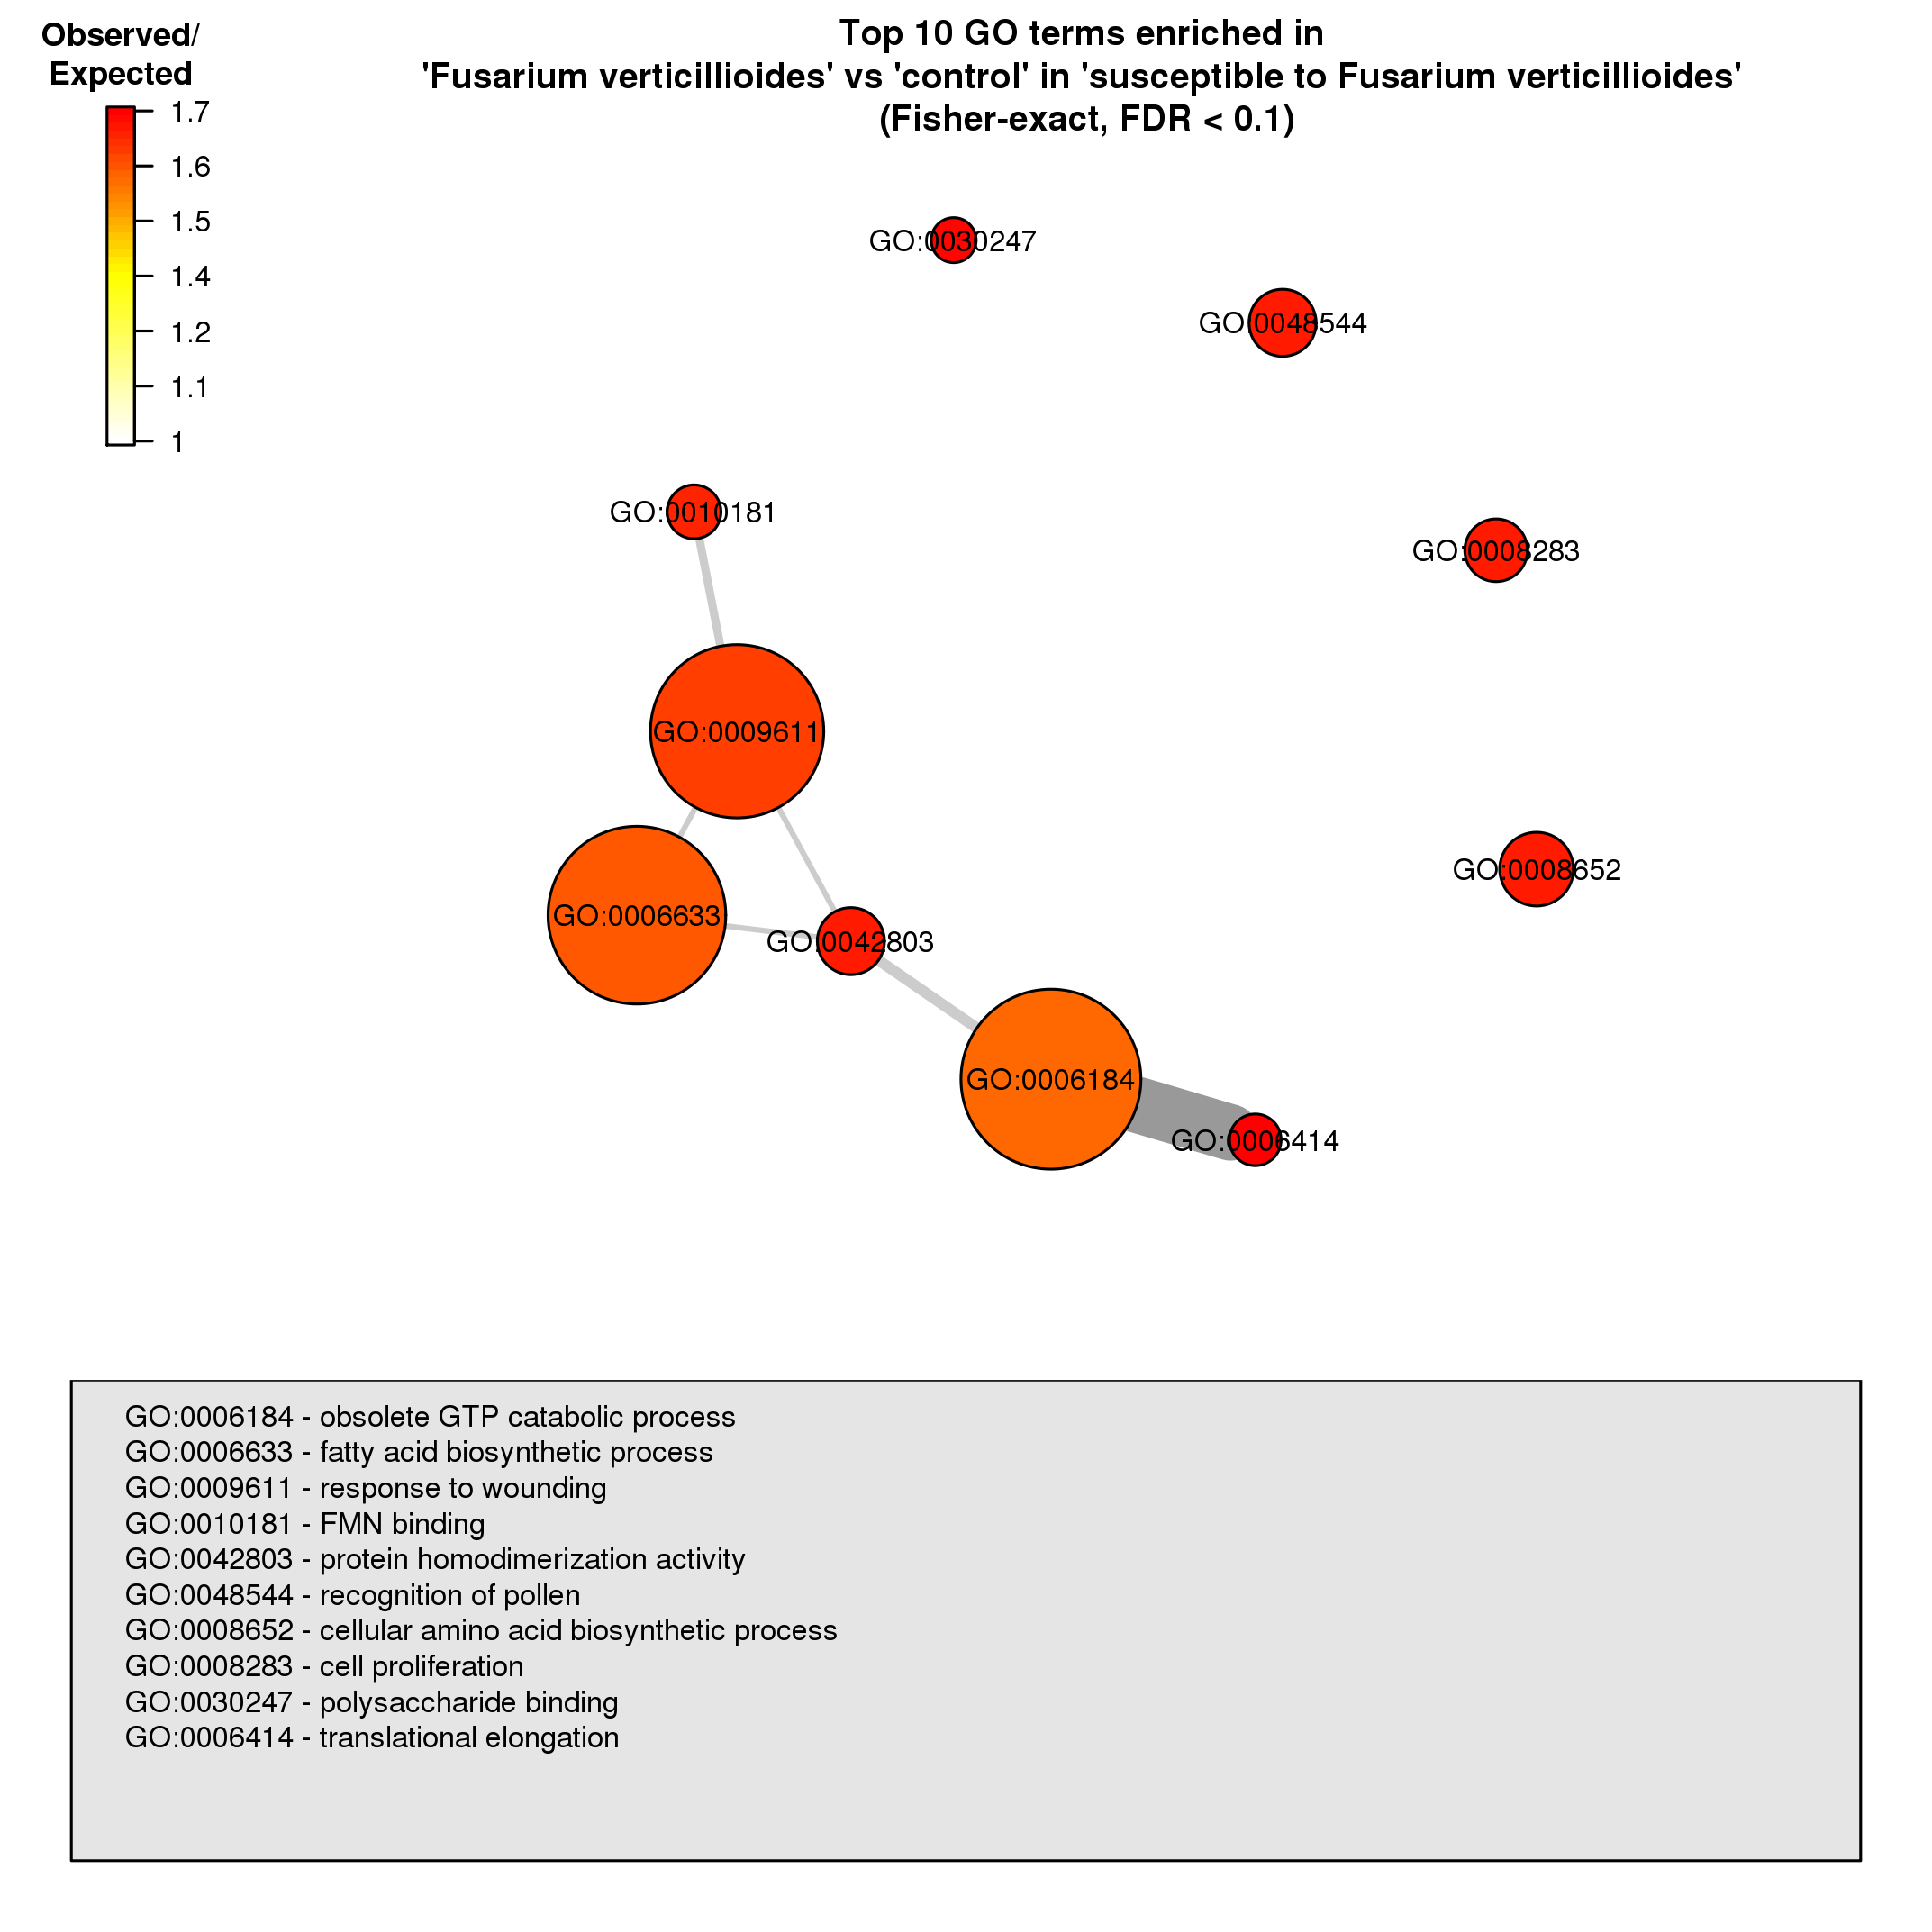 Observed/
Expected
1.7
1.6
1.5
1.4
1.2
1.1
1
Top 10 GO terms enriched in
'Fusarium verticillioides' vs 'control' in 'susceptible to Fusarium verticillioides'
(Fisher-exact, FDR < 0.1)
GO:0030247
GO:0048544
GO:0010181
GO:0008283
GO:0009611
GO:0008652
GO:0006633
GO:0042803
GO:0006184
GO:0006414
GO:0006184 - obsolete GTP catabolic process
GO:0006633 - fatty acid biosynthetic process
GO:0009611 - response to wounding
GO:0010181 - FMN binding
GO:0042803 - protein homodimerization activity
GO:0048544 - recognition of pollen
GO:0008652 - cellular amino acid biosynthetic process
GO:0008283 - cell proliferation
GO:0030247 - polysaccharide binding
GO:0006414 - translational elongation